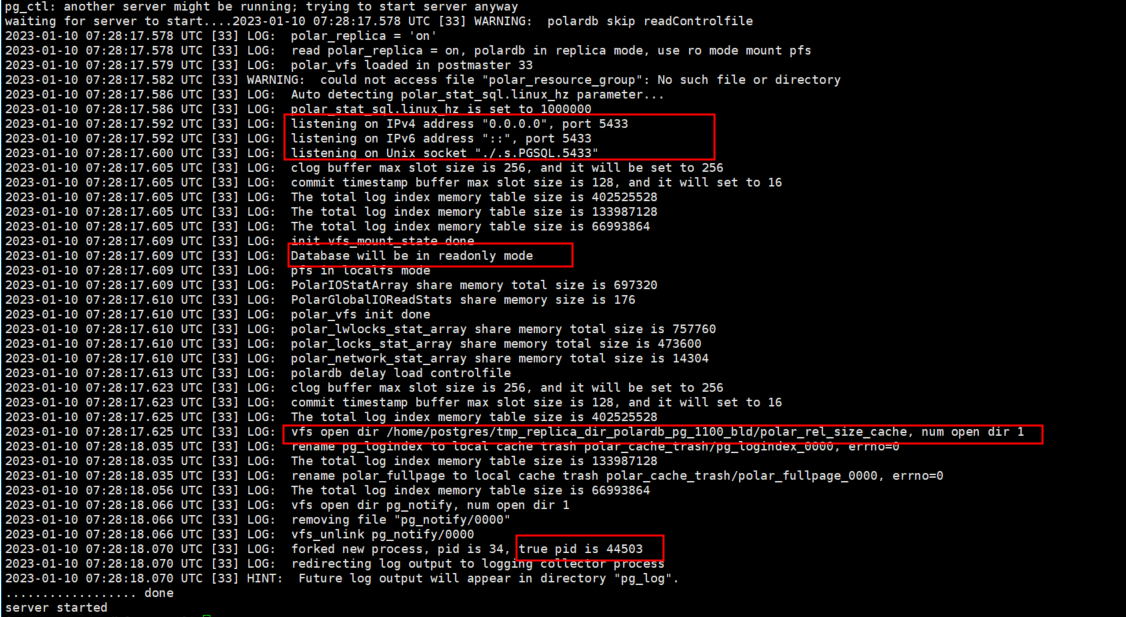 pg_ctl: another server might be running; trying to start server anyway
waiting for server to start....2023-01-10 07:28:17.578 UTC [33] WARNING:  polardb skip readControlfile
2023-01-10 07:28:17.578 UTC [33] LOG:  polar_replica = 'on'
2023-01-10 07:28:17.578 UTC [33] LOG:  read polar_replica = on, polardb in replica mode, use ro mode mount pfs
2023-01-10 07:28:17.579 UTC [33] LOG:  polar_vfs loaded in postmaster 33
2023-01-10 07:28:17.582 UTC [33] WARNING:  could not access file "polar_resource_group": No such file or directory
2023-01-10 07:28:17.586 UTC [33] LOG:  Auto detecting polar_stat_sql.linux_hz parameter...
2023-01-10 07:28:17.586 UTC [33] LOG:  polar_stat_sql.linux_hz is set to 1000000
2023-01-10 07:28:17.592 UTC [33] LOG:  listening on IPv4 address "0.0.0.0", port 5433
2023-01-10 07:28:17.592 UTC [33] LOG:  listening on IPv6 address "::", port 5433
2023-01-10 07:28:17.600 UTC [33] LOG:  listening on Unix socket "./.s.PGSQL.5433"
2023-01-10 07:28:17.605 UTC [33] LOG:  clog buffer max slot size is 256, and it will be set to 256
2023-01-10 07:28:17.605 UTC [33] LOG:  commit timestamp buffer max slot size is 128, and it will set to 16
2023-01-10 07:28:17.605 UTC [33] LOG:  The total log index memory table size is 402525528
2023-01-10 07:28:17.605 UTC [33] LOG:  The total log index memory table size is 133987128
2023-01-10 07:28:17.605 UTC [33] LOG:  The total log index memory table size is 66993864
2023-01-10 07:28:17.609 UTC [33] LOG:  init vfs_mount_state done
2023-01-10 07:28:17.609 UTC [33] LOG:  Database will be in readonly mode
2023-01-10 07:28:17.609 UTC [33] LOG:  pfs in localfs mode
2023-01-10 07:28:17.609 UTC [33] LOG:  PolarIOStatArray share memory total size is 697320
2023-01-10 07:28:17.610 UTC [33] LOG:  PolarGlobalIOReadStats share memory size is 176
2023-01-10 07:28:17.610 UTC [33] LOG:  polar_vfs init done
2023-01-10 07:28:17.610 UTC [33] LOG:  polar_lwlocks_stat_array share memory total size is 757760
2023-01-10 07:28:17.610 UTC [33] LOG:  polar_locks_stat_array share memory total size is 473600
2023-01-10 07:28:17.610 UTC [33] LOG:  polar_network_stat_array share memory total size is 14304
2023-01-10 07:28:17.613 UTC [33] LOG:  polardb delay load controlfile
2023-01-10 07:28:17.623 UTC [33] LOG:  clog buffer max slot size is 256, and it will be set to 256
2023-01-10 07:28:17.623 UTC [33] LOG:  commit timestamp buffer max slot size is 128, and it will set to 16
2023-01-10 07:28:17.625 UTC [33] LOG:  The total log index memory table size is 402525528
2023-01-10 07:28:17.625 UTC [33] LOG:  vfs open dir /home/postgres/tmp_replica_dir_polardb_pg_1100_bld/polar_rel_size_cache, num open dir 1
2023-01-10 07:28:18.035 UTC [33] LOG:  rename pg_logindex to local cache trash polar_cache_trash/pg_logindex_0000, errno=0
2023-01-10 07:28:18.035 UTC [33] LOG:  The total log index memory table size is 133987128
2023-01-10 07:28:18.035 UTC [33] LOG:  rename polar_fullpage to local cache trash polar_cache_trash/polar_fullpage_0000, errno=0
2023-01-10 07:28:18.056 UTC [33] LOG:  The total log index memory table size is 66993864
2023-01-10 07:28:18.066 UTC [33] LOG:  vfs open dir pg_notify, num open dir 1
2023-01-10 07:28:18.066 UTC [33] LOG:  removing file "pg_notify/0000"
2023-01-10 07:28:18.066 UTC [33] LOG:  vfs_unlink pg_notify/0000
2023-01-10 07:28:18.070 UTC [33] LOG:  forked new process, pid is 34, true pid is 44503
2023-01-10 07:28:18.070 UTC [33] LOG:  redirecting log output to logging collector process
2023-01-10 07:28:18.070 UTC [33] HINT:  Future log output will appear in directory "pg_log".
.................. done
server started